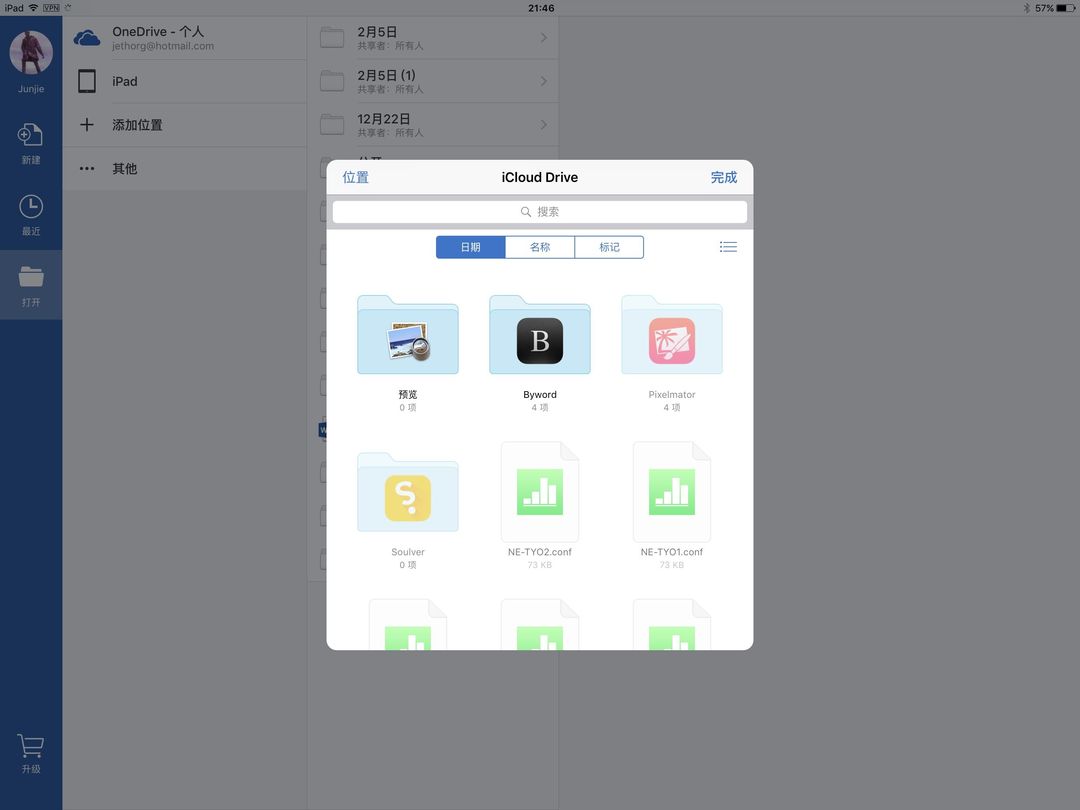 iPad VPN
21:46
57%
Junjie
新建
最近
打开
升级
OneDrive - 个人
jethorg@hotmail.com
iPad
添加位置
其他
2月5日
共享者：所有人
2月5日 (1)
共享者：所有人
12月22日
共享者：所有人
位置
iCloud Drive
完成
搜索
日期
名称
标记
预览
0 项
B
Byword
4 项
Pixelmator
4 项
S
Soulver
0 项
NE-TYO2.conf
73 KB
NE-TYO1.conf
73 KB